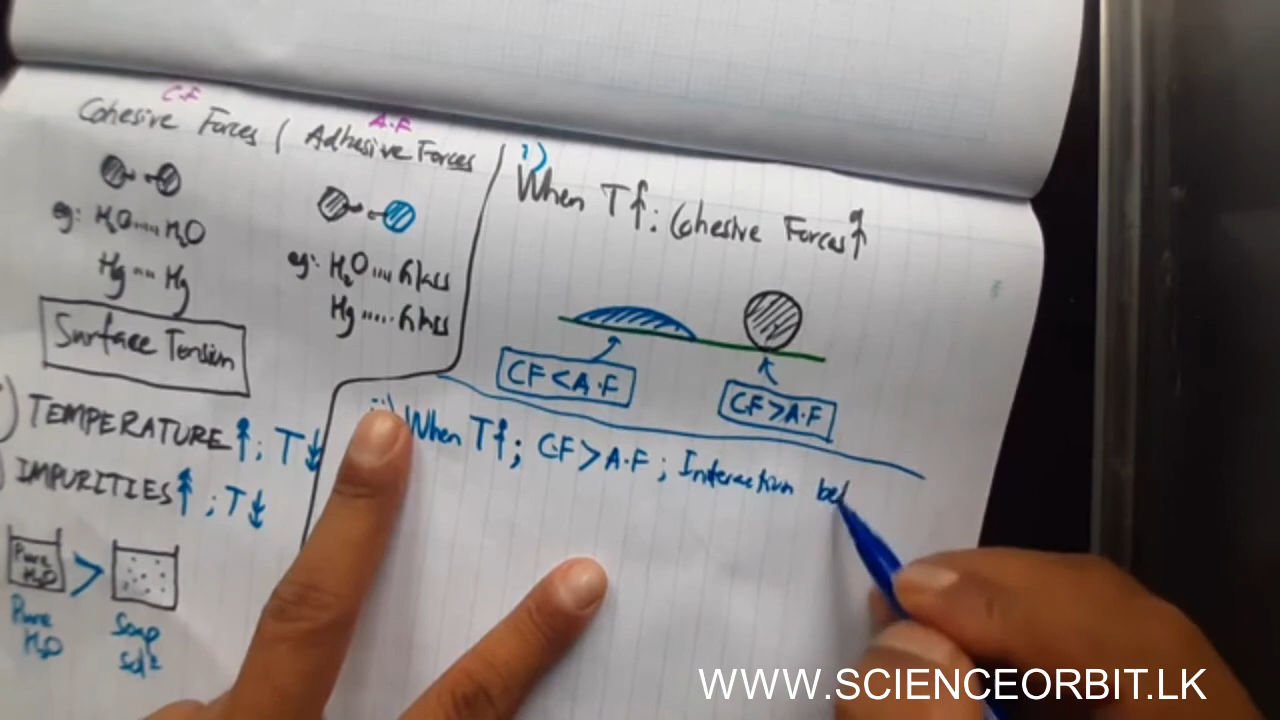 C.F
Cohesive Forces /
A.F
Adhesive Forces
eg: H2O....H2O
Hg...Hg
eg: H2O....Glass
Hg.....Glass
Surface Tension
TEMPERATURE↑; T↓
IMPURITIES↑; T↓
Pure H2O
>
Pure H2O
Soap Sol
i)
When T↑: Cohesive Forces↑
CF<A.F
CF>A.F
ii) When T↑; C.F>A.F; Interaction bet
WWW.SCIENCEORBIT.LK